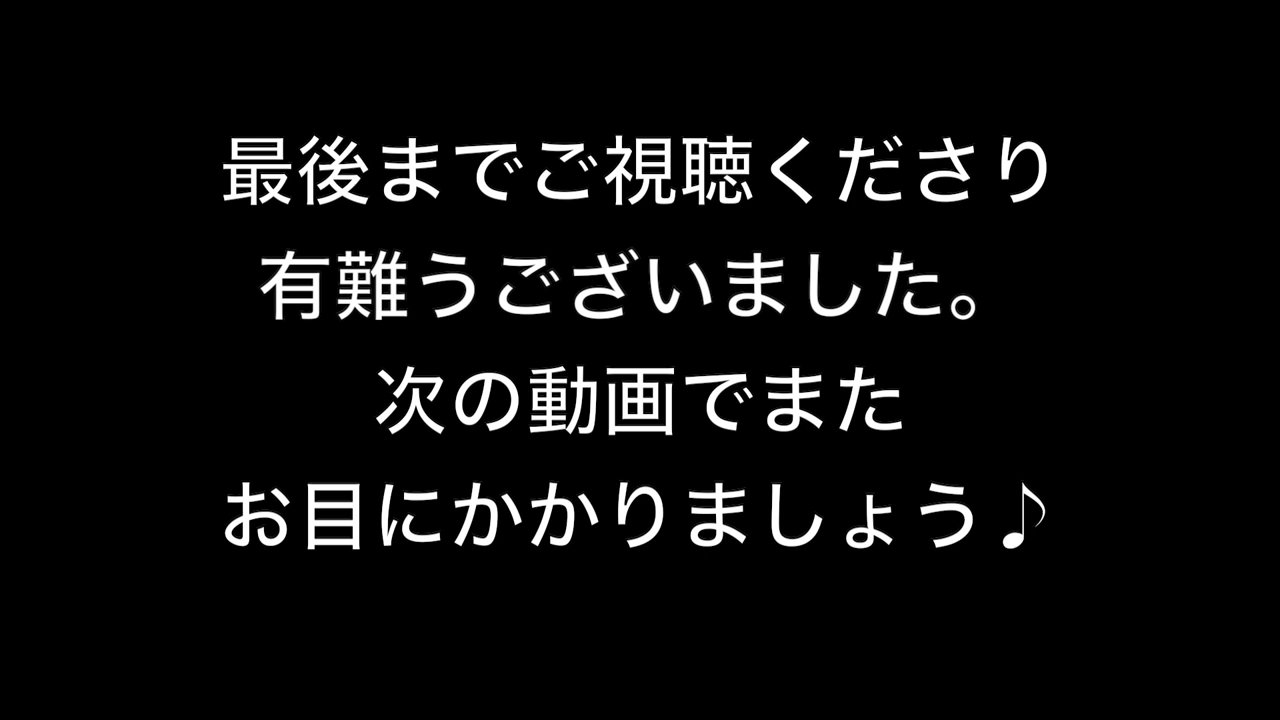 最後までご視聴くださり
有難うございました。
次の動画でまた
お目にかかりましょう♪